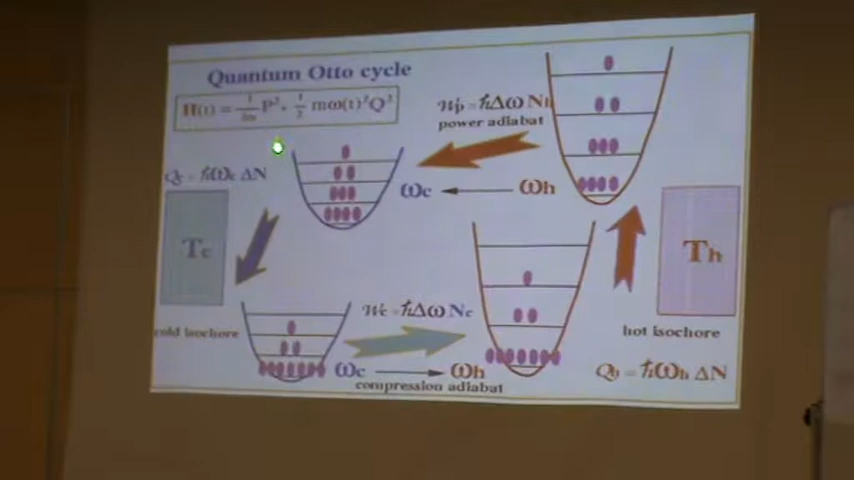 Quantum Otto cycle
H(t) = 1/2m P² + 1/2 mω(t)²Q²
Wp = ħΔω Nh
power adiabat
Qc = ħωc ΔN
ωc
ωh
Tc
Th
Wc = ħΔω Nc
cold isochore
hot isochore
ωc
ωh
Qh = ħωh ΔN
compression adiabat